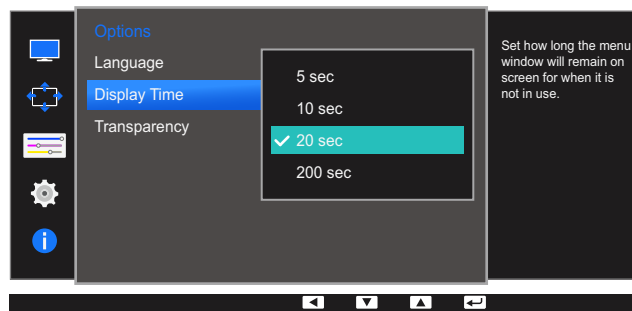 Options
Language
Display Time
Transparency
5 sec
10 sec
20 sec
200 sec
Set how long the menu
window will remain on
screen for when it is
not in use.